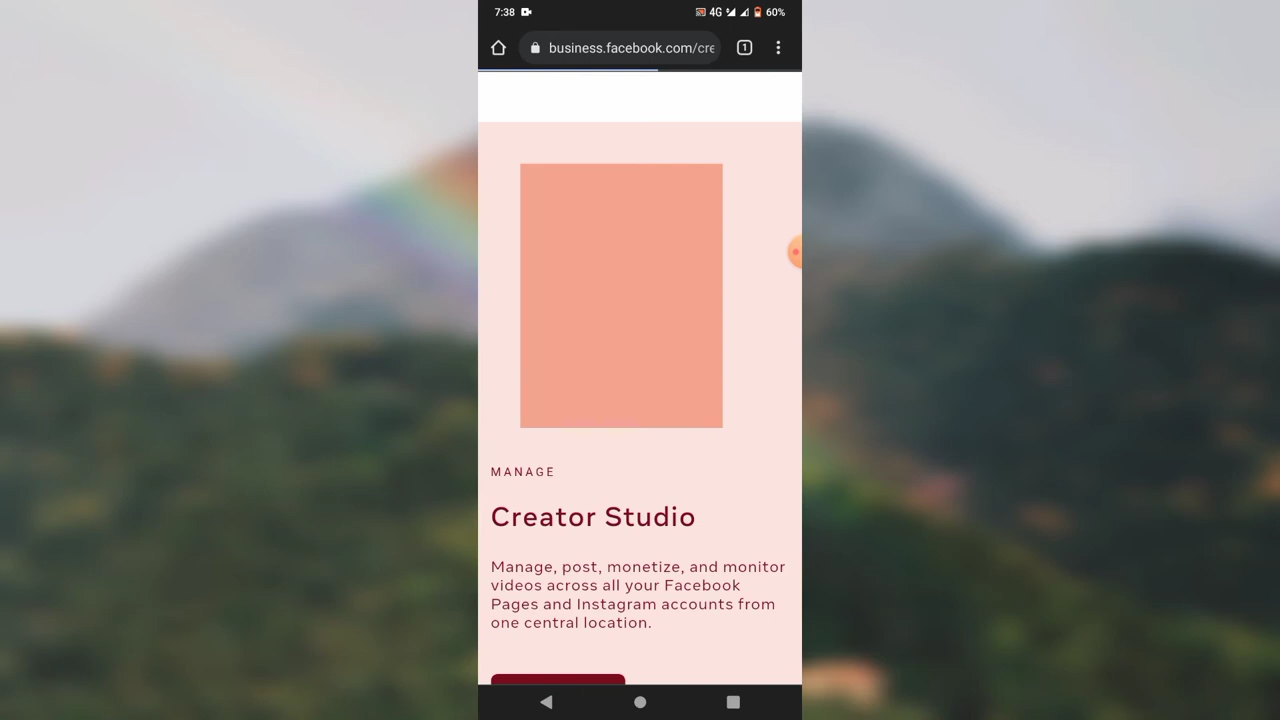 7:38
4G
60%
business.facebook.com/cre
1
MANAGE
Creator Studio
Manage, post, monetize, and monitor
videos across all your Facebook
Pages and Instagram accounts from
one central location.